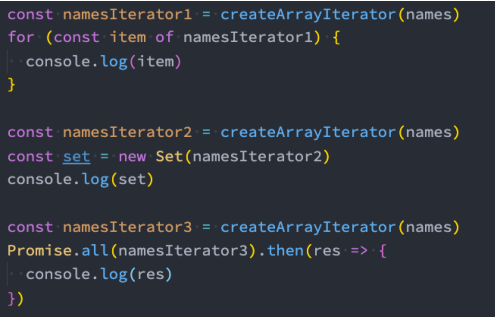 const namesIterator1 = createArrayIterator(names)
for (const item of namesIterator1) {
  console.log(item)
}

const namesIterator2 = createArrayIterator(names)
const set = new Set(namesIterator2)
console.log(set)

const namesIterator3 = createArrayIterator(names)
Promise.all(namesIterator3).then(res => {
  console.log(res)
})